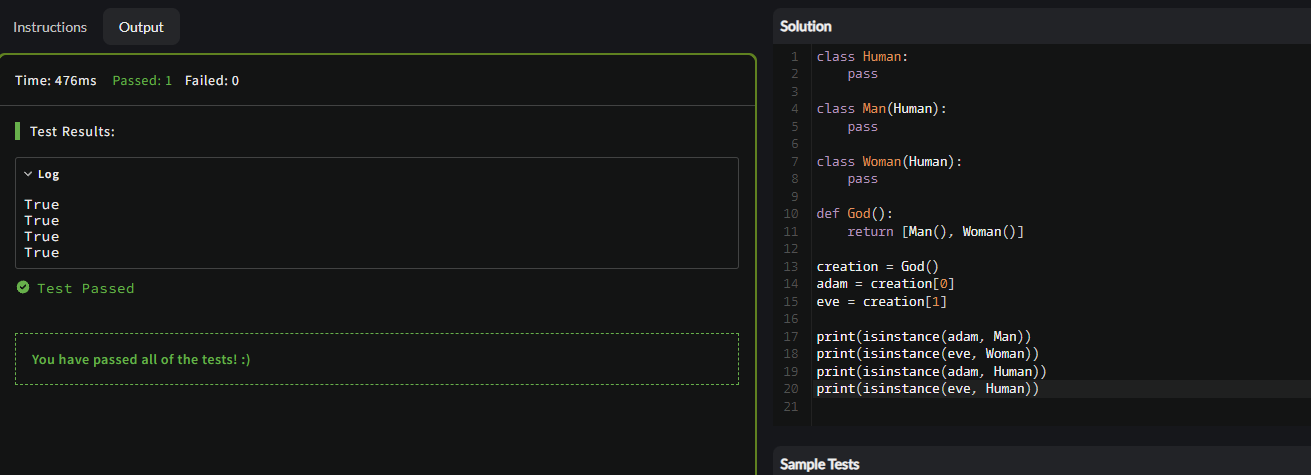 Instructions Output
Time: 476ms Passed: 1 Failed: 0
Test Results:
Log
True
True
True
True
Test Passed
You have passed all of the tests! :)
Solution
1 class Human:
2     pass
3
4 class Man(Human):
5     pass
6
7 class Woman(Human):
8     pass
9
10 def God():
11     return [Man(), Woman()]
12
13 creation = God()
14 adam = creation[0]
15 eve = creation[1]
16
17 print(isinstance(adam, Man))
18 print(isinstance(eve, Woman))
19 print(isinstance(adam, Human))
20 print(isinstance(eve, Human))
21
Sample Tests